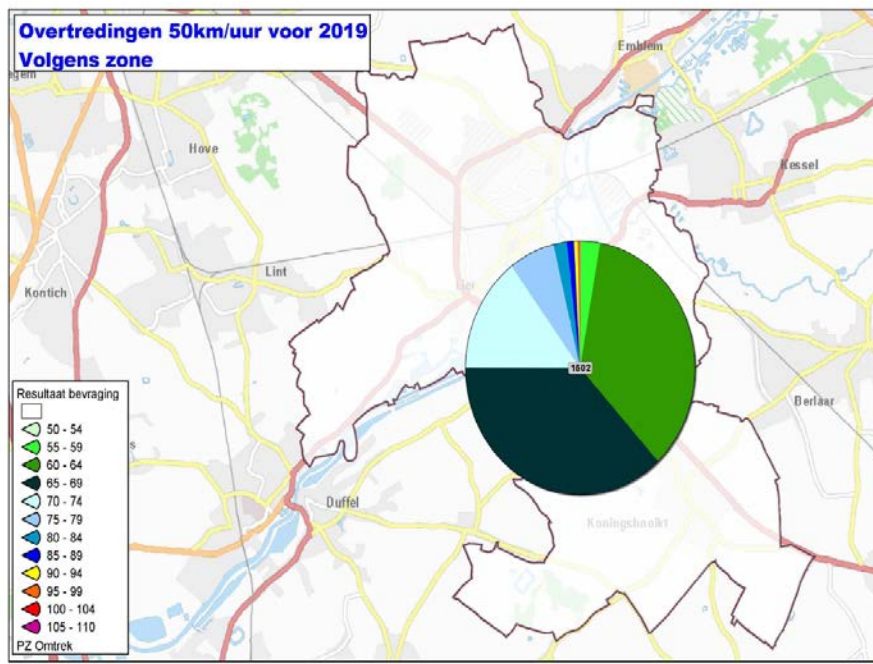 Overtredingen 50km/uur voor 2019
Volgens zone
Emblem
Hove
Kessel
Lint
Lier
Kontich
1502
Berlaar
Duffel
Koningshooikt
Resultaat bevraging
50 - 54
55 - 59
60 - 64
65 - 69
70 - 74
75 - 79
80 - 84
85 - 89
90 - 94
95 - 99
100 - 104
105 - 110
PZ Omtrek